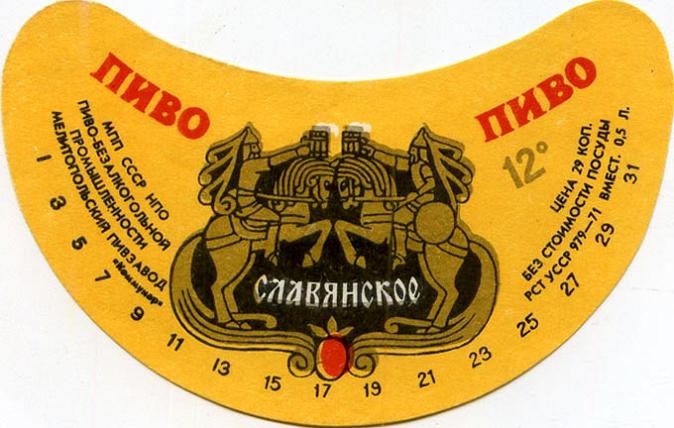 ПИВО
МПП СССР НПО
ПИВО-БЕЗАЛКОГОЛЬНОЙ
ПРОМЫШЛЕННОСТИ
МЕЛИТОПОЛЬСКИЙ ПИВЗАВОД
«Коммунар»
СЛАВЯНСКОЕ
ПИВО
12°
ЦЕНА 29 КОП.
БЕЗ СТОИМОСТИ ПОСУДЫ
РСТ УССР 979—71 ВМЕСТ. 0,5 Л.
1 3 5 7 9 11 13 15 17 19 21 23 25 27 29 31